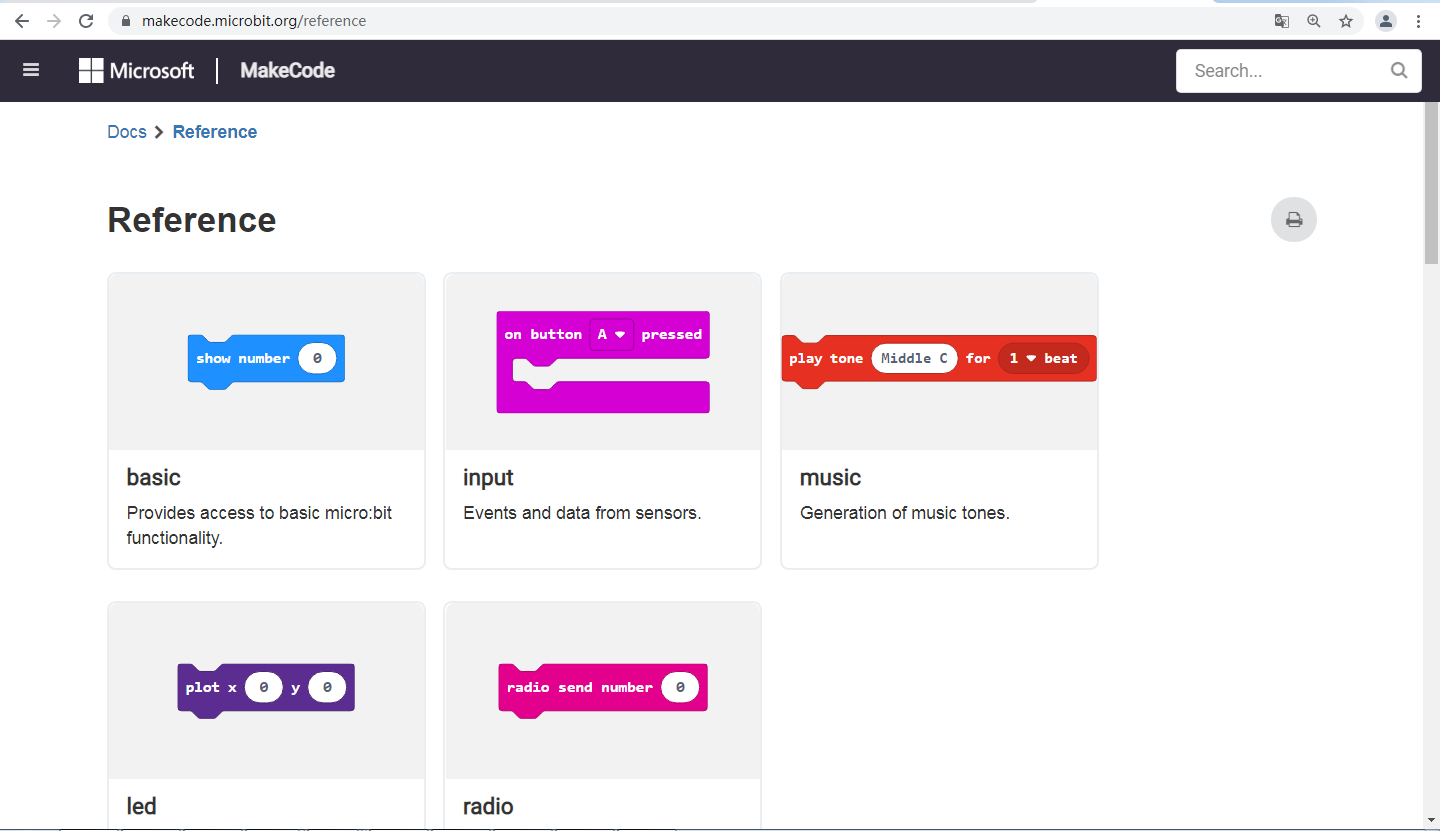 makecode.microbit.org/reference
Microsoft | MakeCode
Search...
Docs > Reference
Reference
show number 0
basic
Provides access to basic micro:bit
functionality.
on button A pressed
input
Events and data from sensors.
play tone Middle C for 1 beat
music
Generation of music tones.
plot x 0 y 0
led
radio send number 0
radio